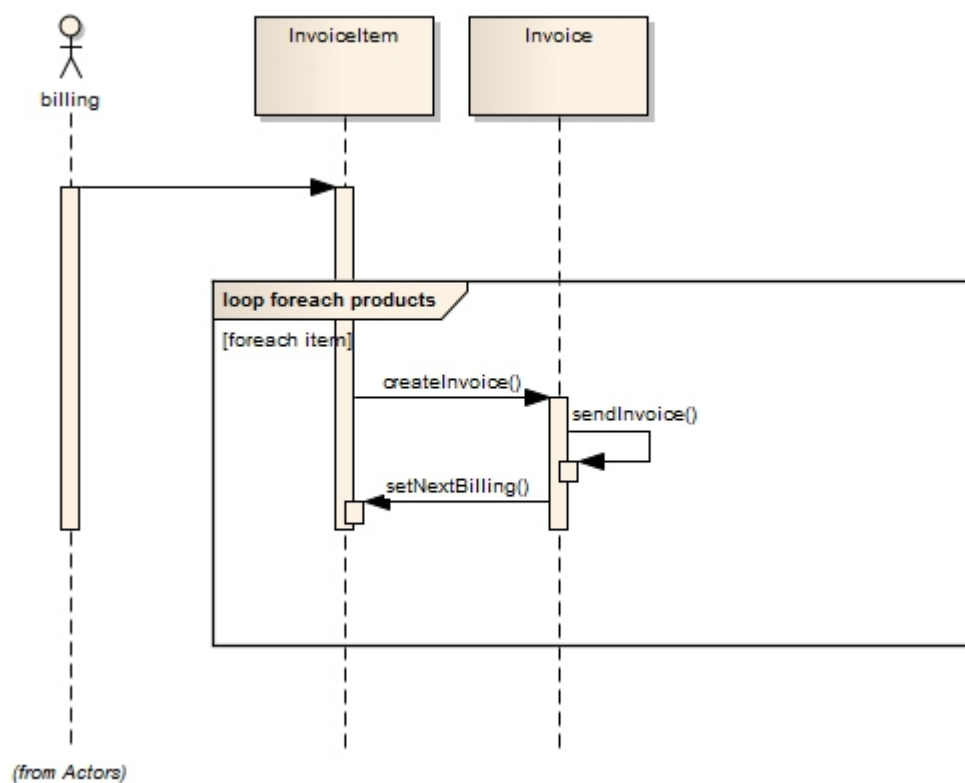 InvoiceItem
Invoice
billing
loop foreach products
[foreach item]
createInvoice()
sendInvoice()
setNextBilling()
(from Actors)